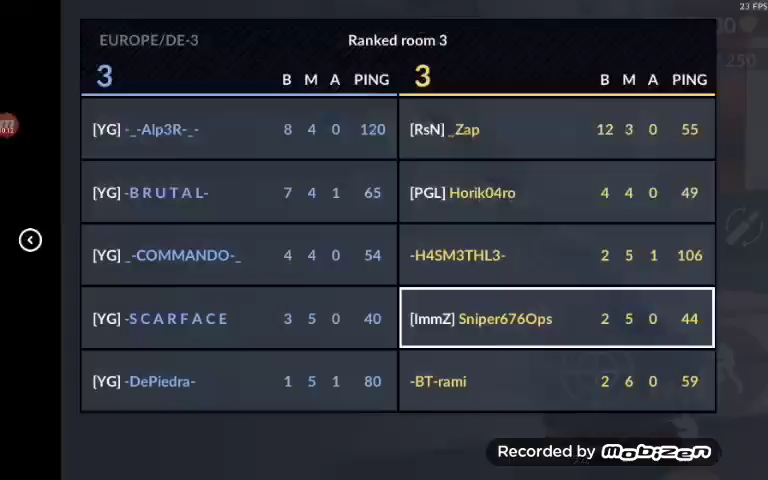 23 FPS
EUROPE/DE-3 Ranked room 3
3 B M A PING 3 B M A PING
[YG] -_-Alp3R-_- 8 4 0 120 [RsN] _Zap 12 3 0 55
[YG] -B R U T A L- 7 4 1 65 [PGL] Horik04ro 4 4 0 49
[YG] _-COMMANDO-_ 4 4 0 54 -H4SM3THL3- 2 5 1 106
[YG] -S C A R F A C E 3 5 0 40 [ImmZ] Sniper676Ops 2 5 0 44
[YG] -DePiedra- 1 5 1 80 -BT-rami 2 6 0 59
Recorded by mobizen